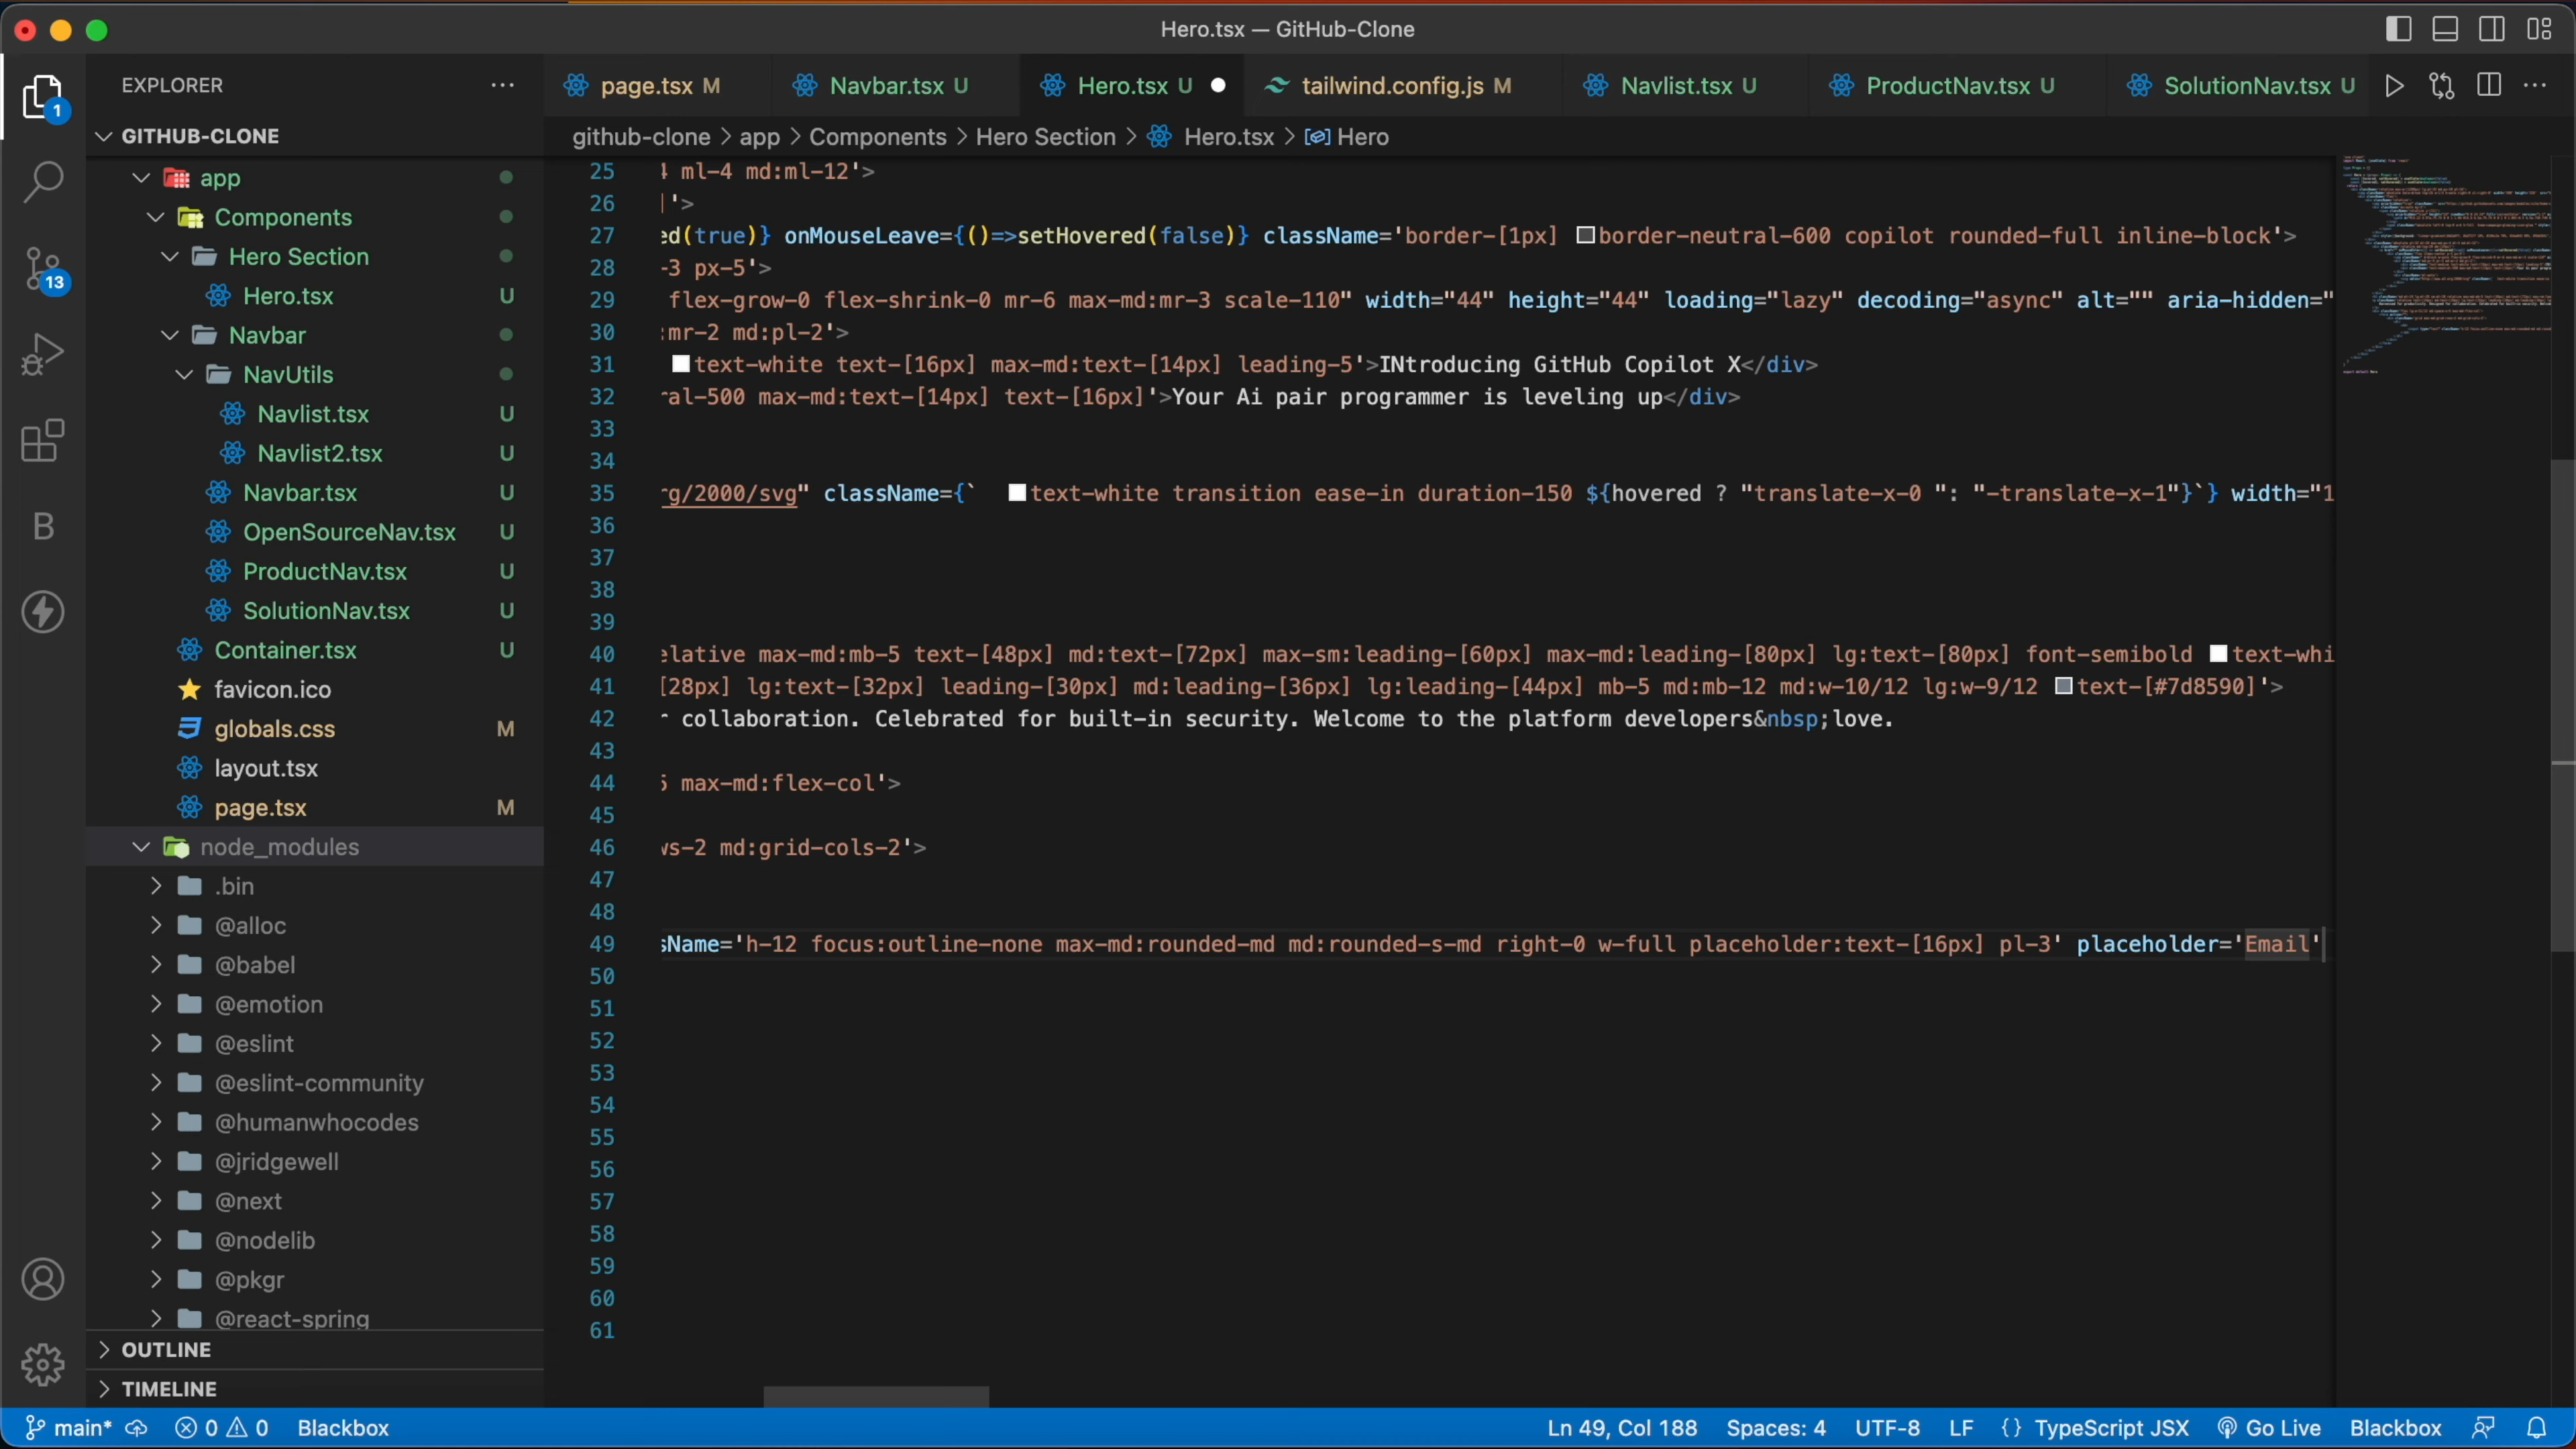 Hero.tsx — GitHub-Clone
EXPLORER
GITHUB-CLONE
app
Components
Hero Section
Hero.tsx U
Navbar
NavUtils
Navlist.tsx U
Navlist2.tsx U
Navbar.tsx U
OpenSourceNav.tsx U
ProductNav.tsx U
SolutionNav.tsx U
Container.tsx U
favicon.ico
globals.css M
layout.tsx
page.tsx M
node_modules
.bin
@alloc
@babel
@emotion
@eslint
@eslint-community
@humanwhocodes
@jridgewell
@next
@nodelib
@pkgr
@react-spring
OUTLINE
TIMELINE
1
13
B
page.tsx M Navbar.tsx U Hero.tsx U tailwind.config.js M Navlist.tsx U ProductNav.tsx U SolutionNav.tsx U
github-clone > app > Components > Hero Section > Hero.tsx > Hero
25 ml-4 md:ml-12'>
26 '>
27 ed(true)} onMouseLeave={()=>setHovered(false)} className='border-[1px] border-neutral-600 copilot rounded-full inline-block'>
28 -3 px-5'>
29 flex-grow-0 flex-shrink-0 mr-6 max-md:mr-3 scale-110" width="44" height="44" loading="lazy" decoding="async" alt="" aria-hidden="
30 :mr-2 md:pl-2'>
31 text-white text-[16px] max-md:text-[14px] leading-5'>INtroducing GitHub Copilot X</div>
32 ral-500 max-md:text-[14px] text-[16px]'>Your Ai pair programmer is leveling up</div>
33
34
35 rg/2000/svg" className={` text-white transition ease-in duration-150 ${hovered ? "translate-x-0 ": "-translate-x-1"}`} width="1
36
37
38
39
40 elative max-md:mb-5 text-[48px] md:text-[72px] max-sm:leading-[60px] max-md:leading-[80px] lg:text-[80px] font-semibold text-whi
41 [28px] lg:text-[32px] leading-[30px] md:leading-[36px] lg:leading-[44px] mb-5 md:mb-12 md:w-10/12 lg:w-9/12 text-[#7d8590]'>
42 r collaboration. Celebrated for built-in security. Welcome to the platform developers&nbsp;love.
43
44 5 max-md:flex-col'>
45
46 ws-2 md:grid-cols-2'>
47
48
49 sName='h-12 focus:outline-none max-md:rounded-md md:rounded-s-md right-0 w-full placeholder:text-[16px] pl-3' placeholder='Email'
50
51
52
53
54
55
56
57
58
59
60
61
main* 0 0 Blackbox Ln 49, Col 188 Spaces: 4 UTF-8 LF {} TypeScript JSX Go Live Blackbox